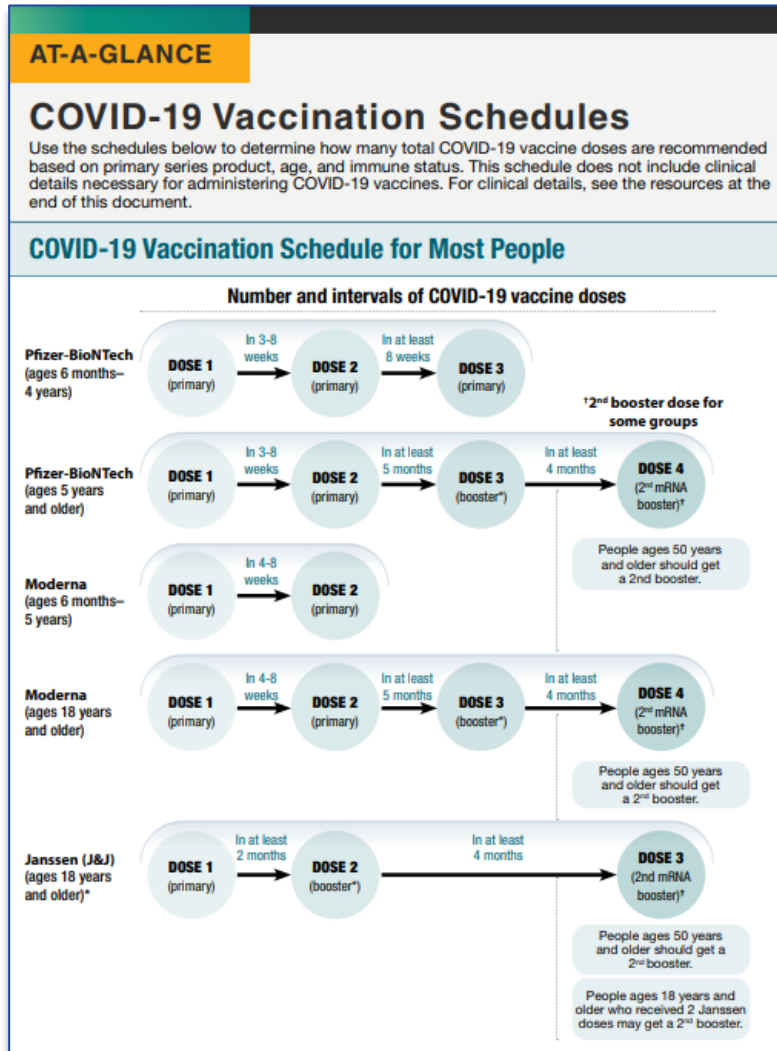 AT-A-GLANCE
COVID-19 Vaccination Schedules
Use the schedules below to determine how many total COVID-19 vaccine doses are recommended
based on primary series product, age, and immune status. This schedule does not include clinical
details necessary for administering COVID-19 vaccines. For clinical details, see the resources at the
end of this document.
COVID-19 Vaccination Schedule for Most People
Number and intervals of COVID-19 vaccine doses
Pfizer-BioNTech
(ages 6 months–
4 years)
DOSE 1
(primary)
In 3-8
weeks
DOSE 2
(primary)
In at least
8 weeks
DOSE 3
(primary)
†2nd booster dose for
some groups
Pfizer-BioNTech
(ages 5 years
and older)
DOSE 1
(primary)
In 3-8
weeks
DOSE 2
(primary)
In at least
5 months
DOSE 3
(booster*)
In at least
4 months
DOSE 4
(2nd mRNA
booster)†
People ages 50 years
and older should get
a 2nd booster.
Moderna
(ages 6 months–
5 years)
DOSE 1
(primary)
In 4-8
weeks
DOSE 2
(primary)
Moderna
(ages 18 years
and older)
DOSE 1
(primary)
In 4-8
weeks
DOSE 2
(primary)
In at least
5 months
DOSE 3
(booster*)
In at least
4 months
DOSE 4
(2nd mRNA
booster)†
People ages 50 years
and older should get
a 2nd booster.
Janssen (J&J)
(ages 18 years
and older)*
DOSE 1
(primary)
In at least
2 months
DOSE 2
(booster*)
In at least
4 months
DOSE 3
(2nd mRNA
booster)†
People ages 50 years
and older should get a
2nd booster.
People ages 18 years and
older who received 2 Janssen
doses may get a 2nd booster.